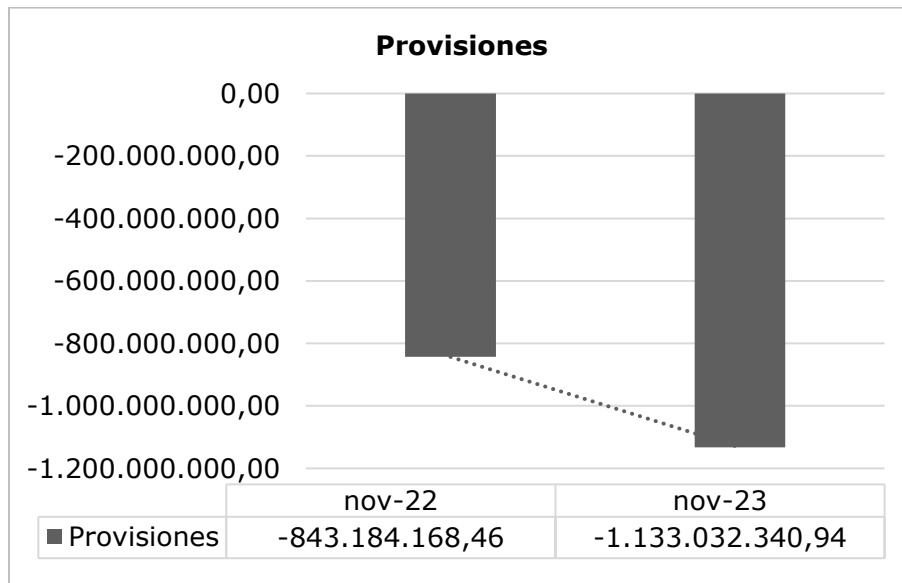 Provisiones
0,00
-200.000.000,00
-400.000.000,00
-600.000.000,00
-800.000.000,00
-1.000.000.000,00
-1.200.000.000,00
nov-22 nov-23
Provisiones -843.184.168,46 -1.133.032.340,94